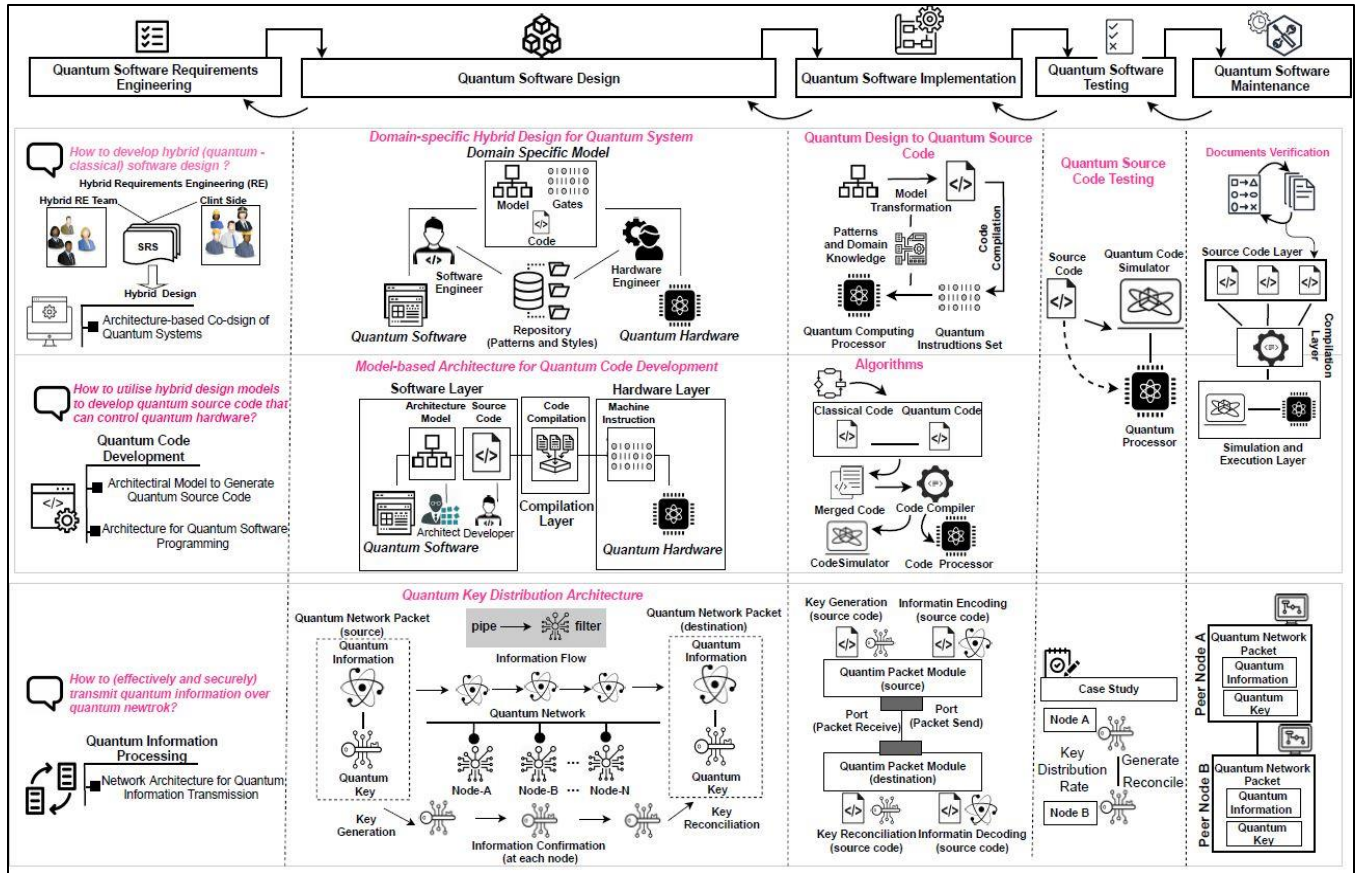 Quantum Software Requirements
Engineering
Quantum Software Design
Quantum Software Implementation
Quantum Software
Testing
Quantum Software
Maintenance
How to develop hybrid (quantum -
classical) software design ?
Hybrid Requirements Engineering (RE)
Hybrid RE Team
Clint Side
SRS
Hybrid Design
Architecture-based Co-dsign of
Quantum Systems
Domain-specific Hybrid Design for Quantum System
Domain Specific Model
Model
Gates
Code
Software
Engineer
Hardware
Engineer
Quantum Software
Repository
(Patterns and Styles)
Quantum Hardware
Quantum Design to Quantum Source
Code
Model
Transformation
Patterns
and Domain
Knowledge
Code
Compilation
Quantum Computing
Processor
Quantum
Instrudtions Set
Quantum Source
Code Testing
Source
Code
Quantum Code
Simulator
Quantum
Processor
Documents Verification
Source Code Layer
Compilation
Layer
Simulation and
Execution Layer
How to utilise hybrid design models
to develop quantum source code that
can control quantum hardware?
Quantum Code
Development
Architectiral Model to Generate
Quantum Source Code
Architecture for Quantum Software
Programming
Model-based Architecture for Quantum Code Development
Software Layer
Hardware Layer
Architecture
Model
Source
Code
Code
Compilation
Machine
Instruction
Architect
Developer
Compilation
Layer
Quantum Software
Quantum Hardware
Algorithms
Classical Code
Quantum Code
Merged Code
Code Compiler
CodeSimulator
Code Processor
How to (effectively and securely)
transmit quantum information over
quantum newtrok?
Quantum Information
Processing
Network Architecture for Quantum
Information Transmission
Quantum Key Distribution Architecture
Quantum Network Packet
(source)
pipe
filter
Quantum Network Packet
(destination)
Quantum
Information
Information Flow
Quantum
Information
Quantum Network
Quantum
Key
Node-A
Node-B
...
Node-N
Quantum
Key
Key
Generation
Information Confirmation
(at each node)
Key
Reconciliation
Key Generation
(source code)
Informatin Encoding
(source code)
Quantim Packet Module
(source)
Port
(Packet Receive)
Port
(Packet Send)
Quantim Packet Module
(destination)
Key Reconciliation
(source code)
Informatin Decoding
(source code)
Case Study
Node A
Key
Distribution
Rate
Generate
Reconcile
Node B
Peer Node A
Quantum Network
Packet
Quantum
Information
Quantum
Key
Peer Node B
Quantum Network
Packet
Quantum
Information
Quantum
Key